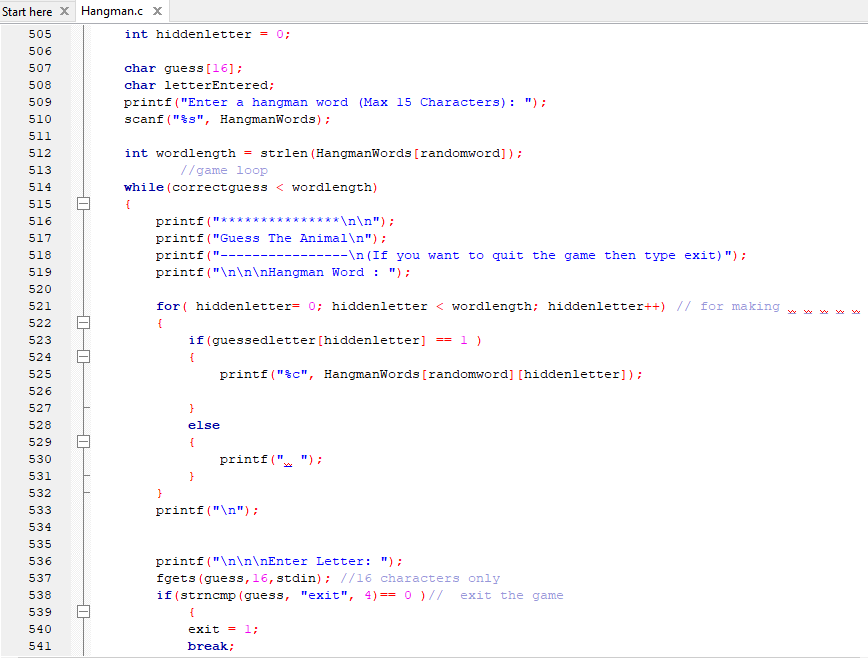 Start here X Hangman.c X
505 int hiddenletter = 0;
506
507 char guess[16];
508 char letterEntered;
509 printf("Enter a hangman word (Max 15 Characters): ");
510 scanf("%s", HangmanWords);
511
512 int wordlength = strlen(HangmanWords[randomword]);
513 //game loop
514 while(correctguess < wordlength)
515 {
516 printf("***************\n\n");
517 printf("Guess The Animal\n");
518 printf("----------------\n(If you want to quit the game then type exit)");
519 printf("\n\n\nHangman Word : ");
520
521 for( hiddenletter= 0; hiddenletter < wordlength; hiddenletter++) // for making _ _ _ _ _
522 {
523 if(guessedletter[hiddenletter] == 1 )
524 {
525 printf("%c", HangmanWords[randomword][hiddenletter]);
526
527 }
528 else
529 {
530 printf("_ ");
531 }
532 }
533 printf("\n");
534
535
536 printf("\n\n\nEnter Letter: ");
537 fgets(guess,16,stdin); //16 characters only
538 if(strncmp(guess, "exit", 4)== 0 )// exit the game
539 {
540 exit = 1;
541 break;